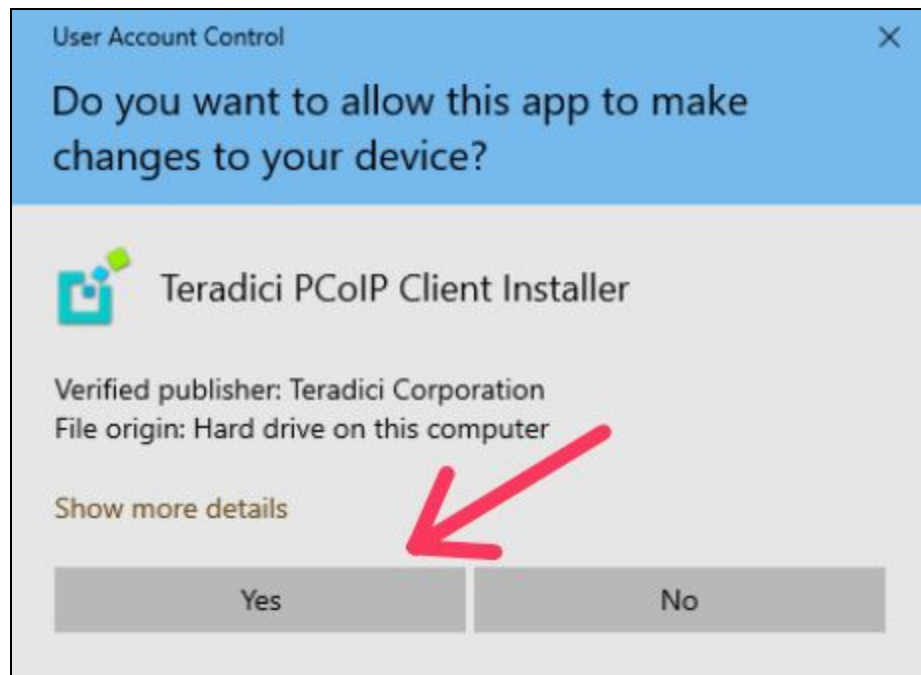 User Account Control
Do you want to allow this app to make
changes to your device?
Teradici PCoIP Client Installer
Verified publisher: Teradici Corporation
File origin: Hard drive on this computer
Show more details
Yes
No